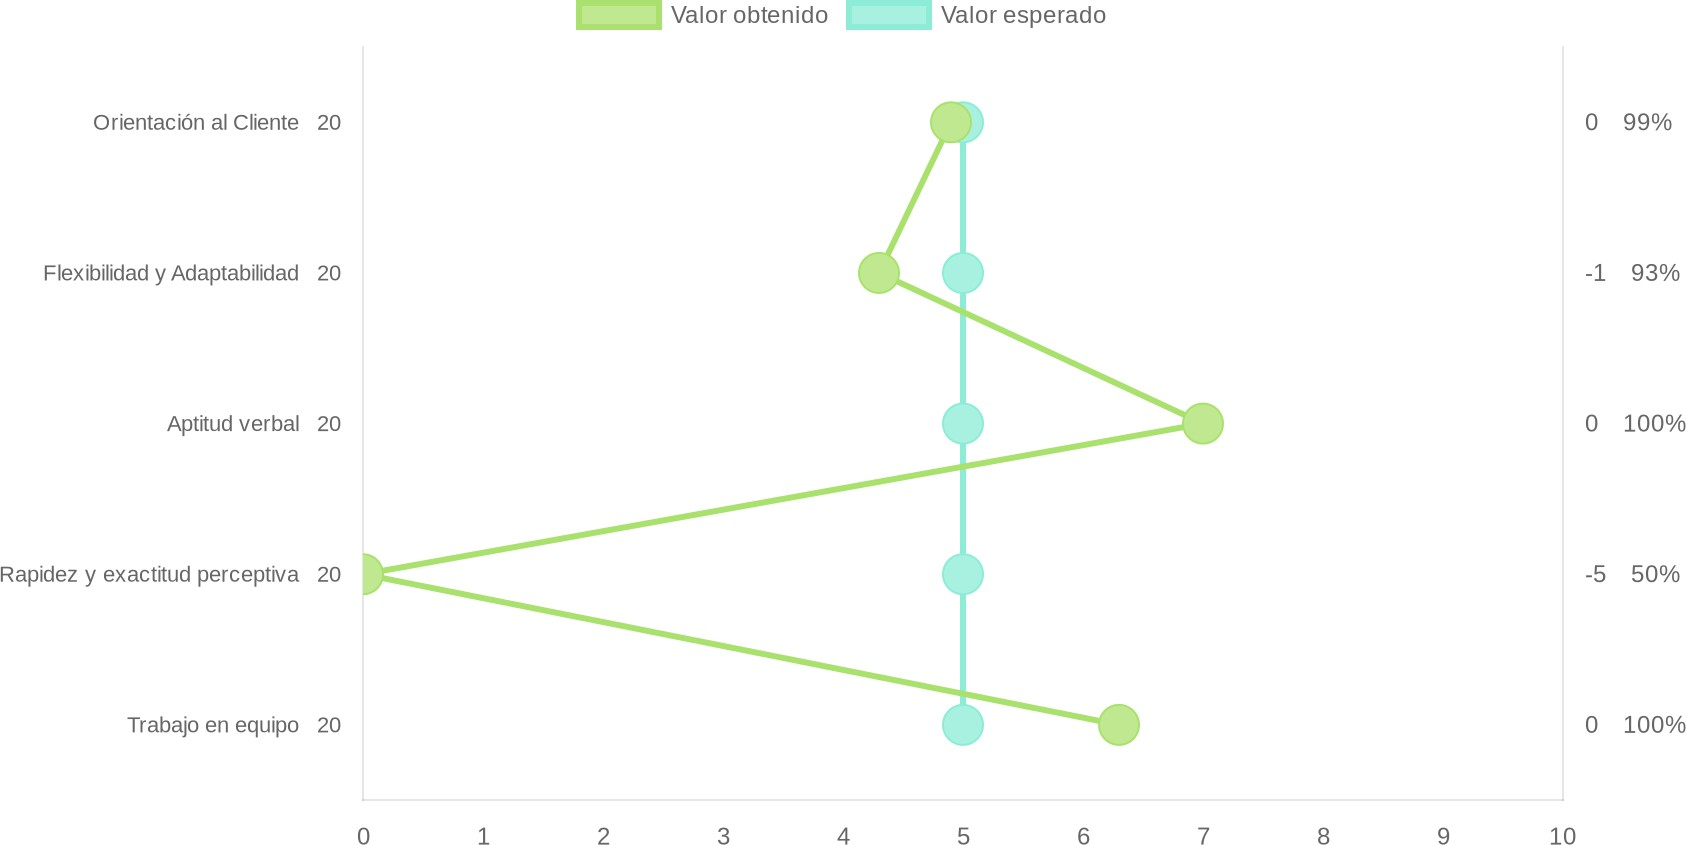 Valor obtenido Valor esperado
Orientación al Cliente 20 0 99%
Flexibilidad y Adaptabilidad 20 -1 93%
Aptitud verbal 20 0 100%
Rapidez y exactitud perceptiva 20 -5 50%
Trabajo en equipo 20 0 100%
0 1 2 3 4 5 6 7 8 9 10